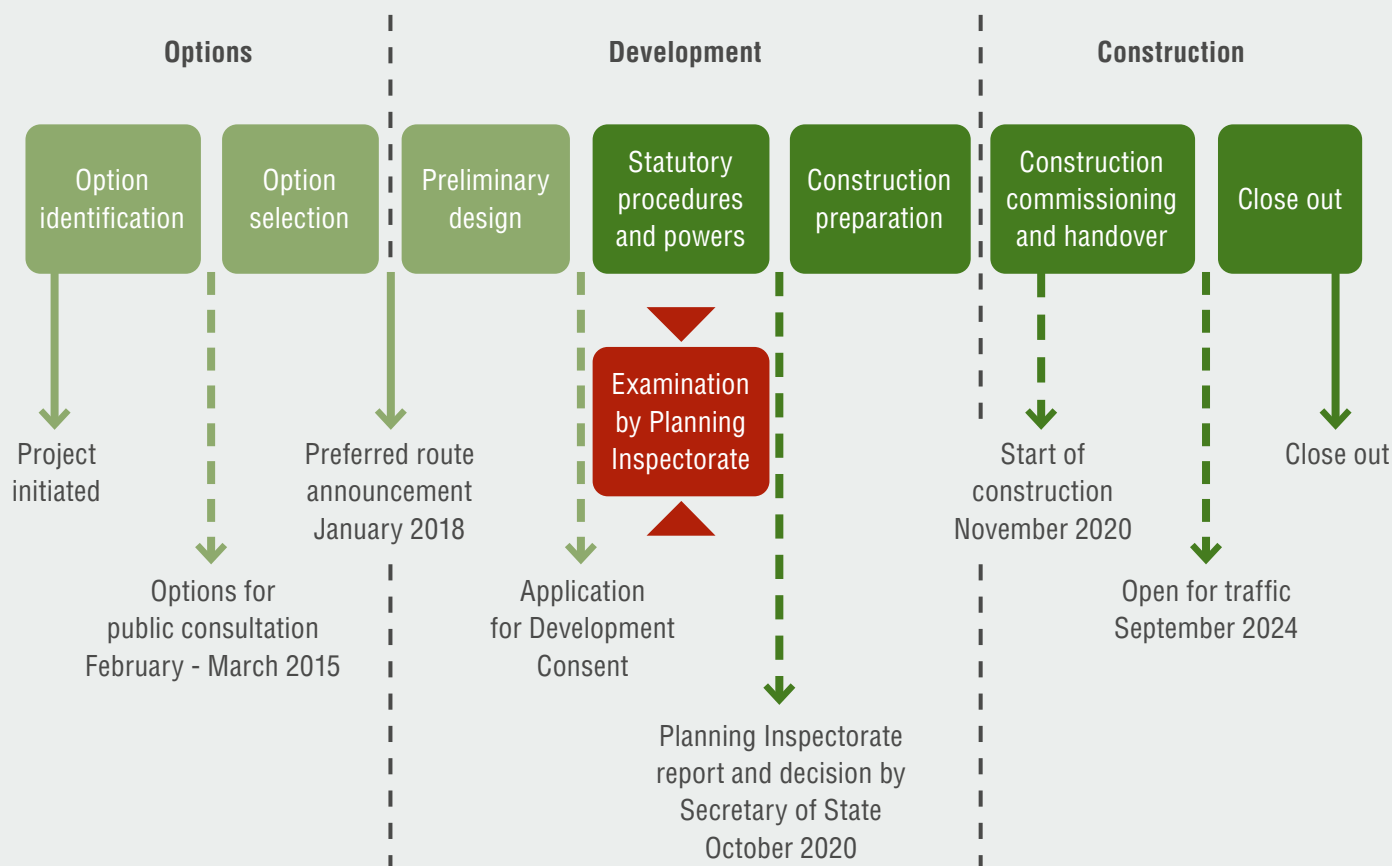 Options
Development
Construction
Option
identification
Option
selection
Preliminary
design
Statutory
procedures
and powers
Construction
preparation
Construction
commissioning
and handover
Close out
Examination
by Planning
Inspectorate
Project
initiated
Options for
public consultation
February - March 2015
Preferred route
announcement
January 2018
Application
for Development
Consent
Planning Inspectorate
report and decision by
Secretary of State
October 2020
Start of
construction
November 2020
Open for traffic
September 2024
Close out